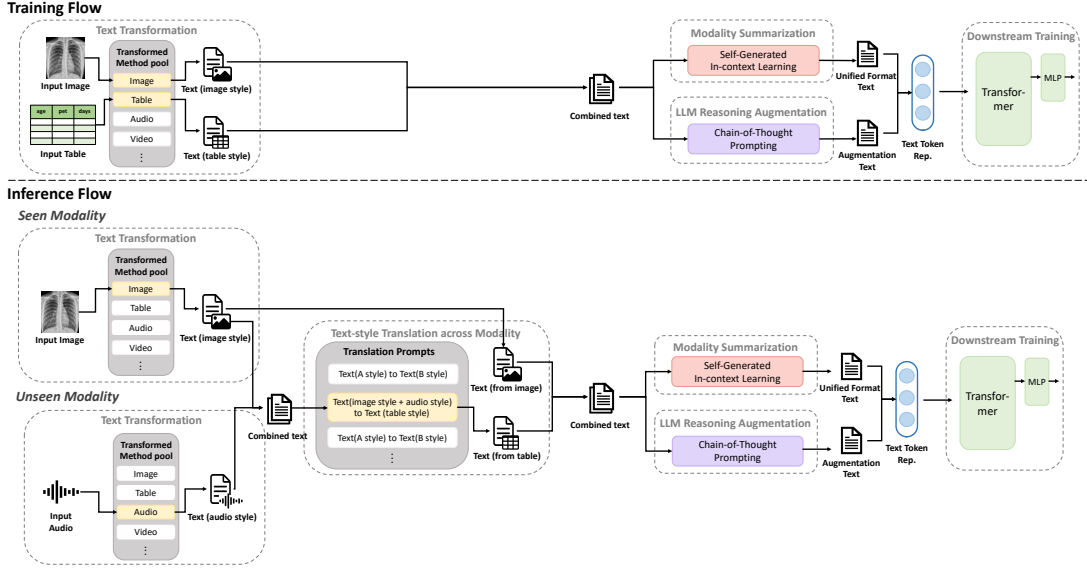 Training Flow
Text Transformation
Transformed
Method pool
Image
Table
Audio
Video
⋮
Input Image
age pet days
Input Table
Text (image style)
Text (table style)
Combined text
Modality Summarization
Self-Generated
In-context Learning
LLM Reasoning Augmentation
Chain-of-Thought
Prompting
Unified Format
Text
Augmentation
Text
Text Token
Rep.
Downstream Training
Transfor-
mer
MLP
Inference Flow
Seen Modality
Text Transformation
Transformed
Method pool
Image
Table
Audio
Video
⋮
Input Image
Text (image style)
Unseen Modality
Text Transformation
Transformed
Method pool
Image
Table
Audio
Video
⋮
Input
Audio
Text (audio style)
Combined text
Text-style Translation across Modality
Translation Prompts
Text(A style) to Text(B style)
Text(image style + audio style)
to Text (table style)
Text(A style) to Text(B style)
⋮
Text (from image)
Text (from table)
Combined text
Modality Summarization
Self-Generated
In-context Learning
LLM Reasoning Augmentation
Chain-of-Thought
Prompting
Unified Format
Text
Augmentation
Text
Text Token
Rep.
Downstream Training
Transfor-
mer
MLP